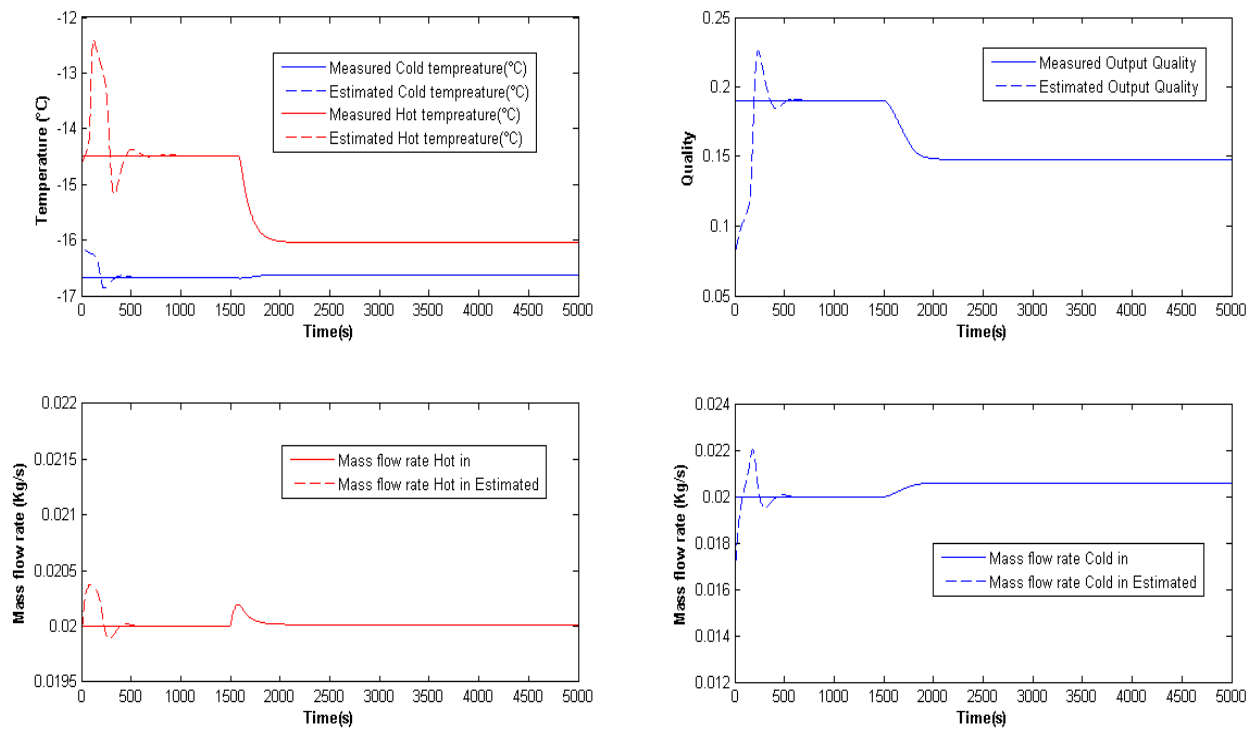 -12
-13
-14
-15
-16
-17
Temperature (°C)
Measured Cold tempreature(°C)
Estimated Cold tempreature(°C)
Measured Hot tempreature(°C)
Estimated Hot tempreature(°C)
0 500 1000 1500 2000 2500 3000 3500 4000 4500 5000
Time(s)
0.25
0.2
0.15
0.1
0.05
Quality
Measured Output Quality
Estimated Output Quality
0 500 1000 1500 2000 2500 3000 3500 4000 4500 5000
Time(s)
0.022
0.0215
0.021
0.0205
0.02
0.0195
Mass flow rate (Kg/s)
Mass flow rate Hot in
Mass flow rate Hot in Estimated
0 500 1000 1500 2000 2500 3000 3500 4000 4500 5000
Time(s)
0.024
0.022
0.02
0.018
0.016
0.014
0.012
Mass flow rate (Kg/s)
Mass flow rate Cold in
Mass flow rate Cold in Estimated
0 500 1000 1500 2000 2500 3000 3500 4000 4500 5000
Time(s)